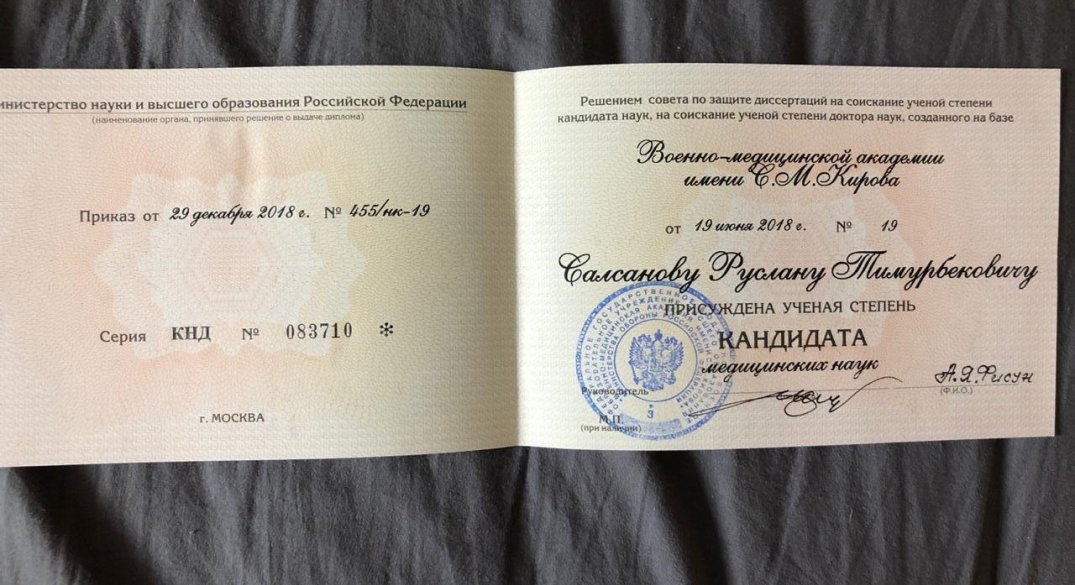 инистерство науки и высшего образования Российской Федерации
(наименование органа, принявшего решение о выдаче диплома)
Приказ от 29 декабря 2018 г. № 455/нк-19
Серия КНД № 083710 *
г. МОСКВА
Решением совета по защите диссертаций на соискание ученой степени
кандидата наук, на соискание ученой степени доктора наук, созданного на базе
Военно-медицинской академии
имени С.М.Кирова
от 19 июня 2018 г. № 19
Салсанову Руслану Тимурбековичу
ПРИСУЖДЕНА УЧЕНАЯ СТЕПЕНЬ
КАНДИДАТА
медицинских наук
Руководитель
А.Я.Фисун
(Ф.И.О.)
М.П.
(при наличии)
3